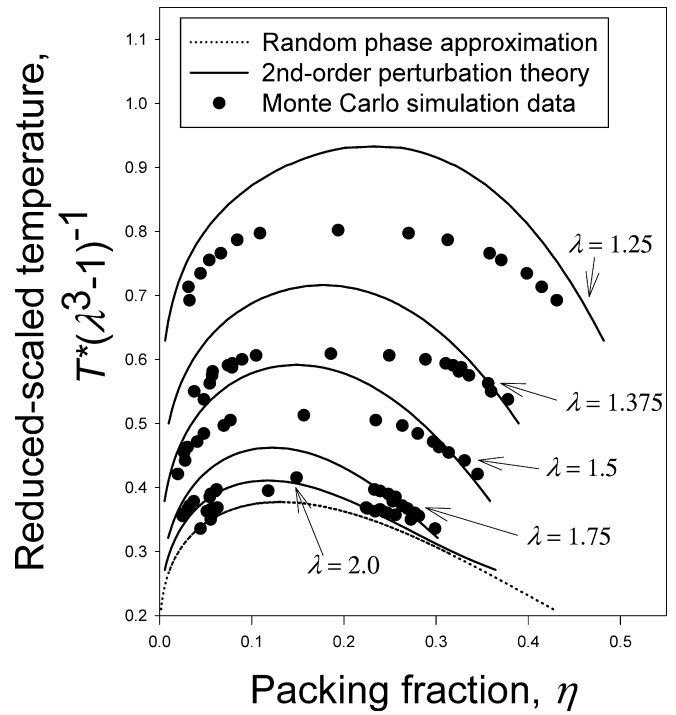 Random phase approximation
2nd-order perturbation theory
Monte Carlo simulation data
Reduced-scaled temperature,
T*(λ³-1)⁻¹
1.1
1.0
0.9
0.8
0.7
0.6
0.5
0.4
0.3
0.2
λ = 1.25
λ = 1.375
λ = 1.5
λ = 1.75
λ = 2.0
0.0 0.1 0.2 0.3 0.4 0.5
Packing fraction, η